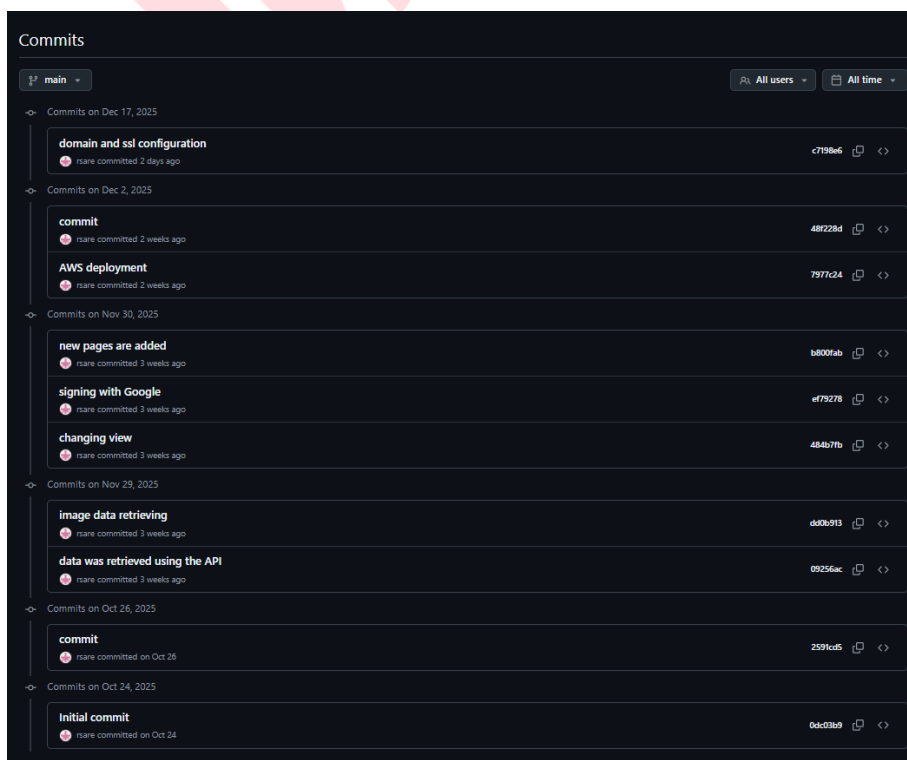 Commits
main
All users
All time
Commits on Dec 17, 2025
domain and ssl configuration
c7198e6
rsare committed 2 days ago
Commits on Dec 2, 2025
commit
48f228d
rsare committed 2 weeks ago
AWS deployment
7977c24
rsare committed 2 weeks ago
Commits on Nov 30, 2025
new pages are added
b800fab
rsare committed 3 weeks ago
signing with Google
ef79278
rsare committed 3 weeks ago
changing view
484b7fb
rsare committed 3 weeks ago
Commits on Nov 29, 2025
image data retrieving
dd0b913
rsare committed 3 weeks ago
data was retrieved using the API
09256ac
rsare committed 3 weeks ago
Commits on Oct 26, 2025
commit
2591cd5
rsare committed on Oct 26
Commits on Oct 24, 2025
Initial commit
0dc03b9
rsare committed on Oct 24